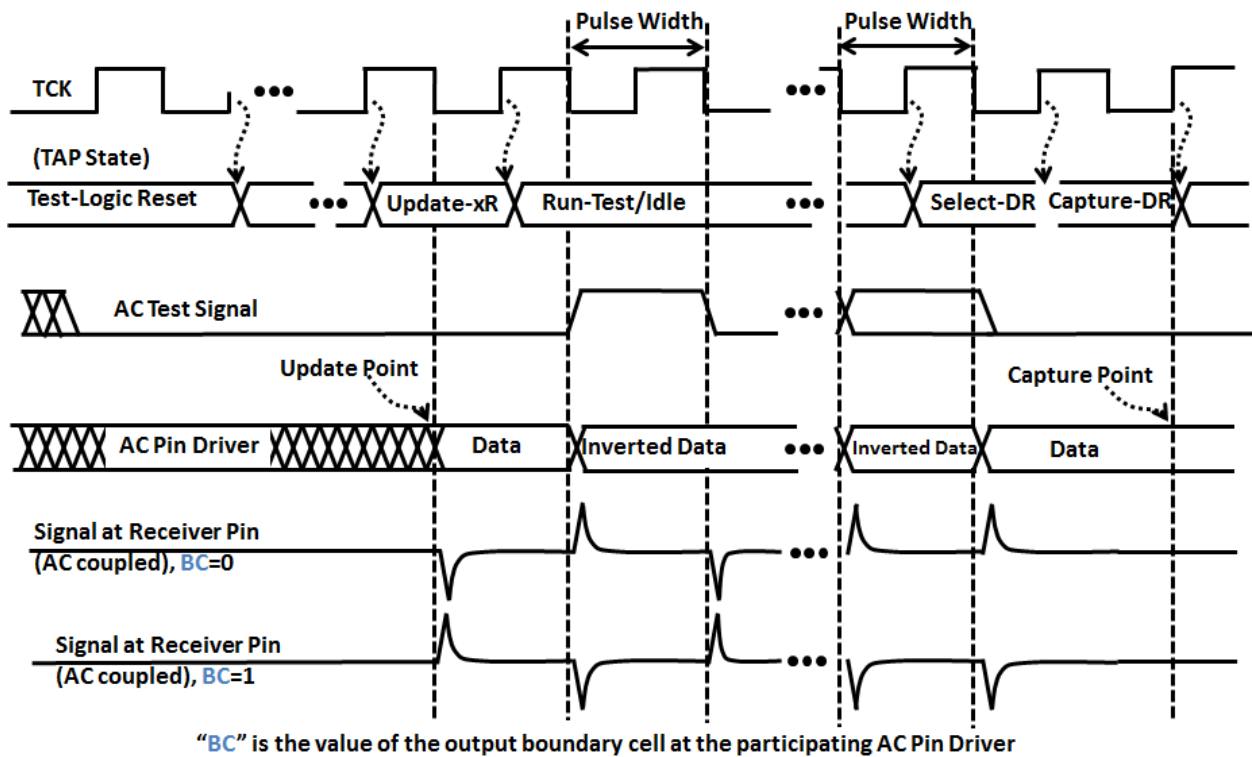 Pulse Width
Pulse Width
TCK
(TAP State)
Test-Logic Reset
Update-xR
Run-Test/Idle
Select-DR
Capture-DR
AC Test Signal
Update Point
Capture Point
AC Pin Driver
Data
Inverted Data
Inverted Data
Data
Signal at Receiver Pin
(AC coupled), BC=0
Signal at Receiver Pin
(AC coupled), BC=1
“BC” is the value of the output boundary cell at the participating AC Pin Driver